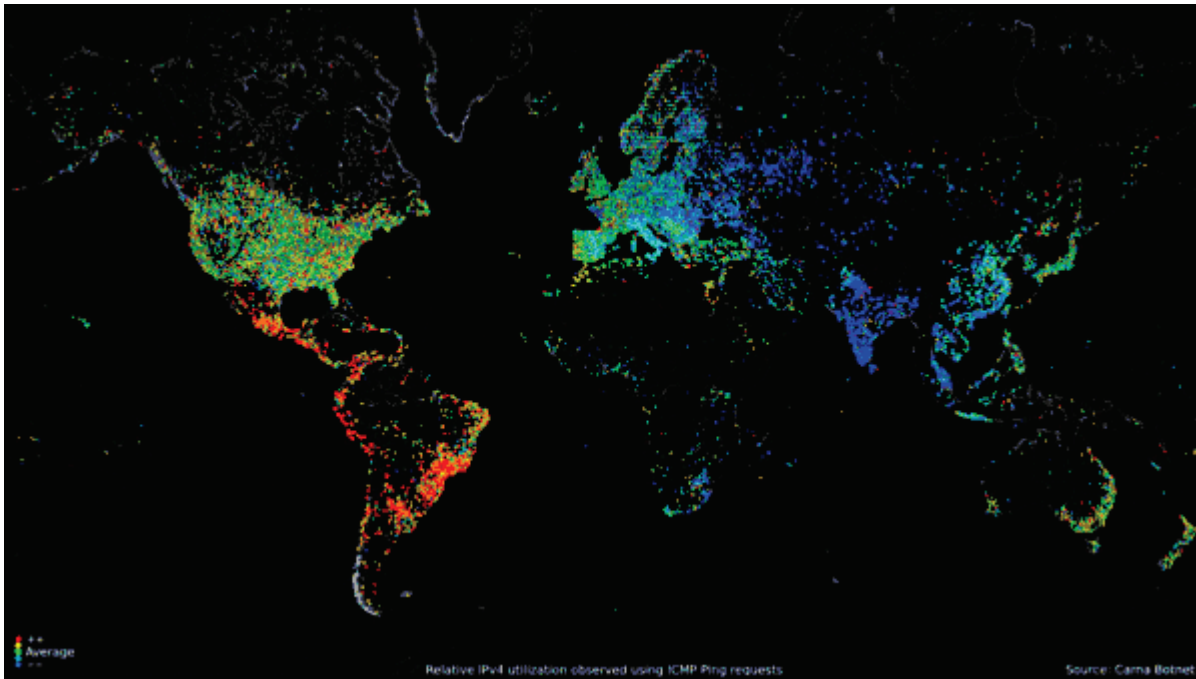 ++
Average
--
Relative IPv4 utilization observed using ICMP Ping requests
Source: Carna Botnet